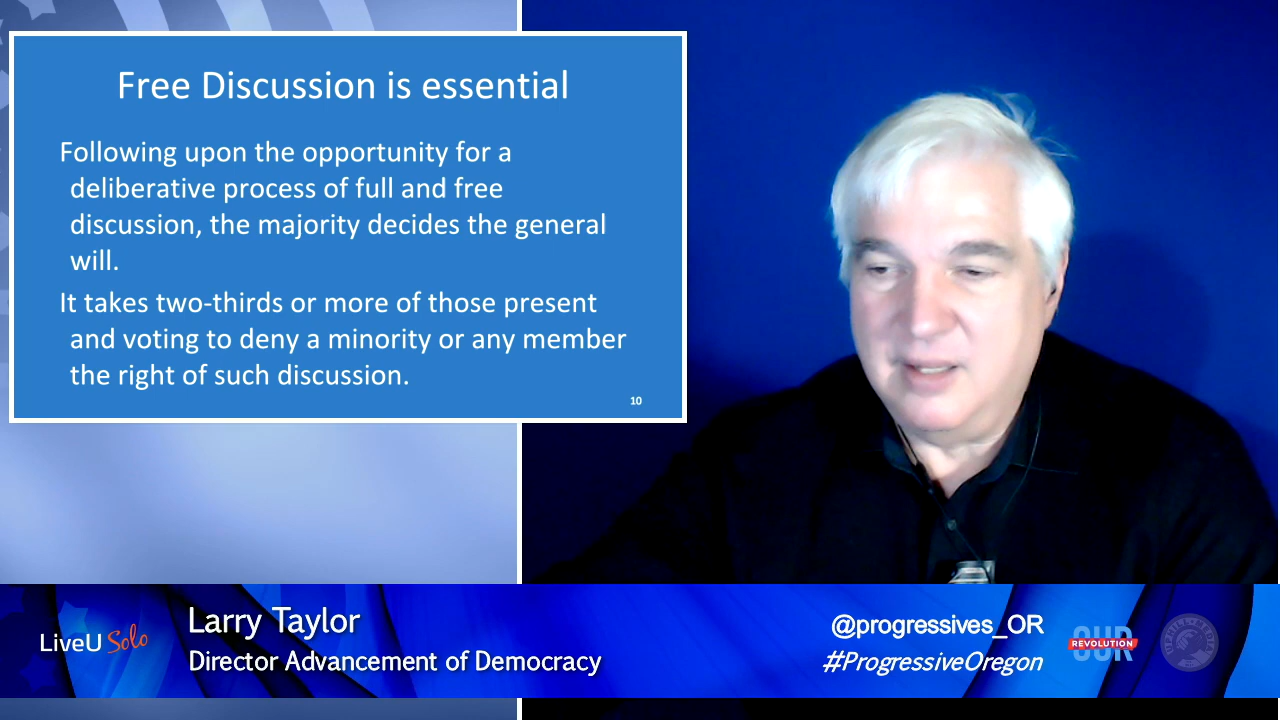 Free Discussion is essential
Following upon the opportunity for a
deliberative process of full and free
discussion, the majority decides the general
will.
It takes two-thirds or more of those present
and voting to deny a minority or any member
the right of such discussion.
10
LiveU Solo
Larry Taylor
Director Advancement of Democracy
@progressives_OR
#ProgressiveOregon
OUR
REVOLUTION